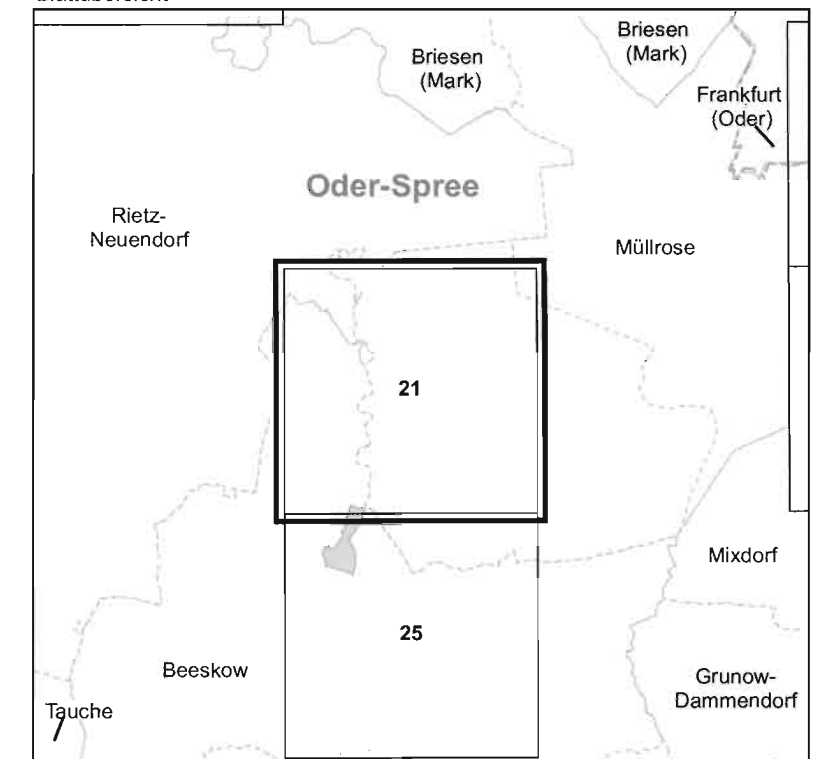 Briesen
(Mark)
Briesen
(Mark)
Frankfurt
(Oder)
Oder-Spree
Rietz-
Neuendorf
Müllrose
21
Mixdorf
25
Beeskow
Grunow-
Dammendorf
Tauche